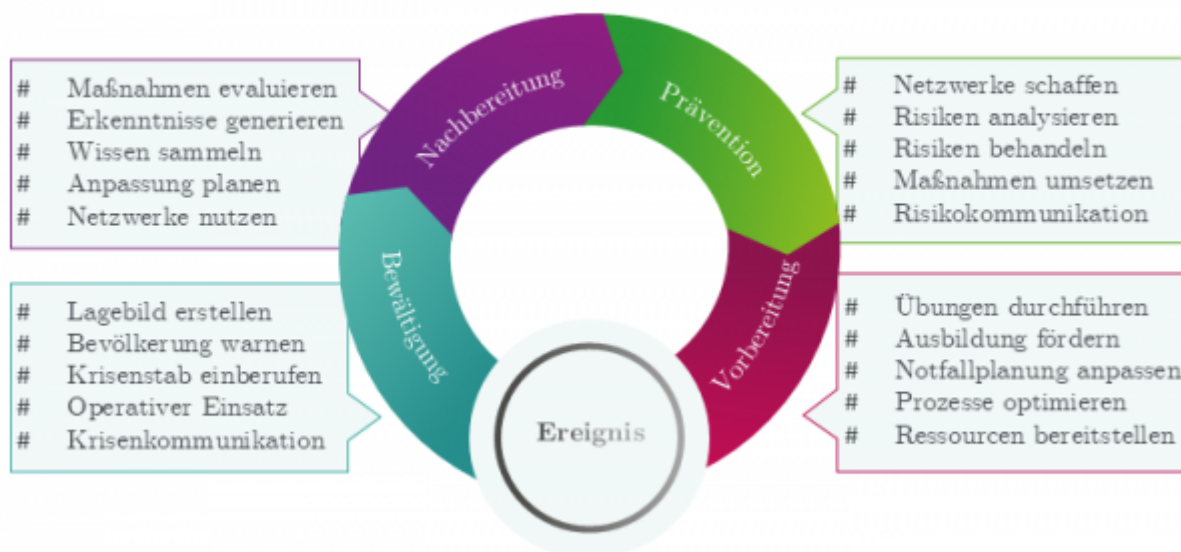 Nachbereitung
Prävention
Vorbereitung
Bewältigung
Ereignis
# Maßnahmen evaluieren
# Erkenntnisse generieren
# Wissen sammeln
# Anpassung planen
# Netzwerke nutzen
# Netzwerke schaffen
# Risiken analysieren
# Risiken behandeln
# Maßnahmen umsetzen
# Risikokommunikation
# Lagebild erstellen
# Bevölkerung warnen
# Krisenstab einberufen
# Operativer Einsatz
# Krisenkommunikation
# Übungen durchführen
# Ausbildung fördern
# Notfallplanung anpassen
# Prozesse optimieren
# Ressourcen bereitstellen